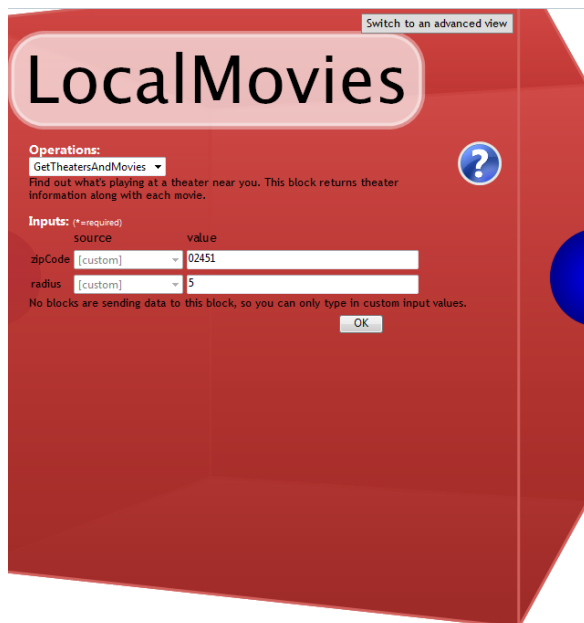 Switch to an advanced view
LocalMovies
Operations:
GetTheatersAndMovies
Find out what's playing at a theater near you. This block returns theater
information along with each movie.
Inputs: (*=required)
source value
zipCode [custom] 02451
radius [custom] 5
No blocks are sending data to this block, so you can only type in custom input values.
OK
?